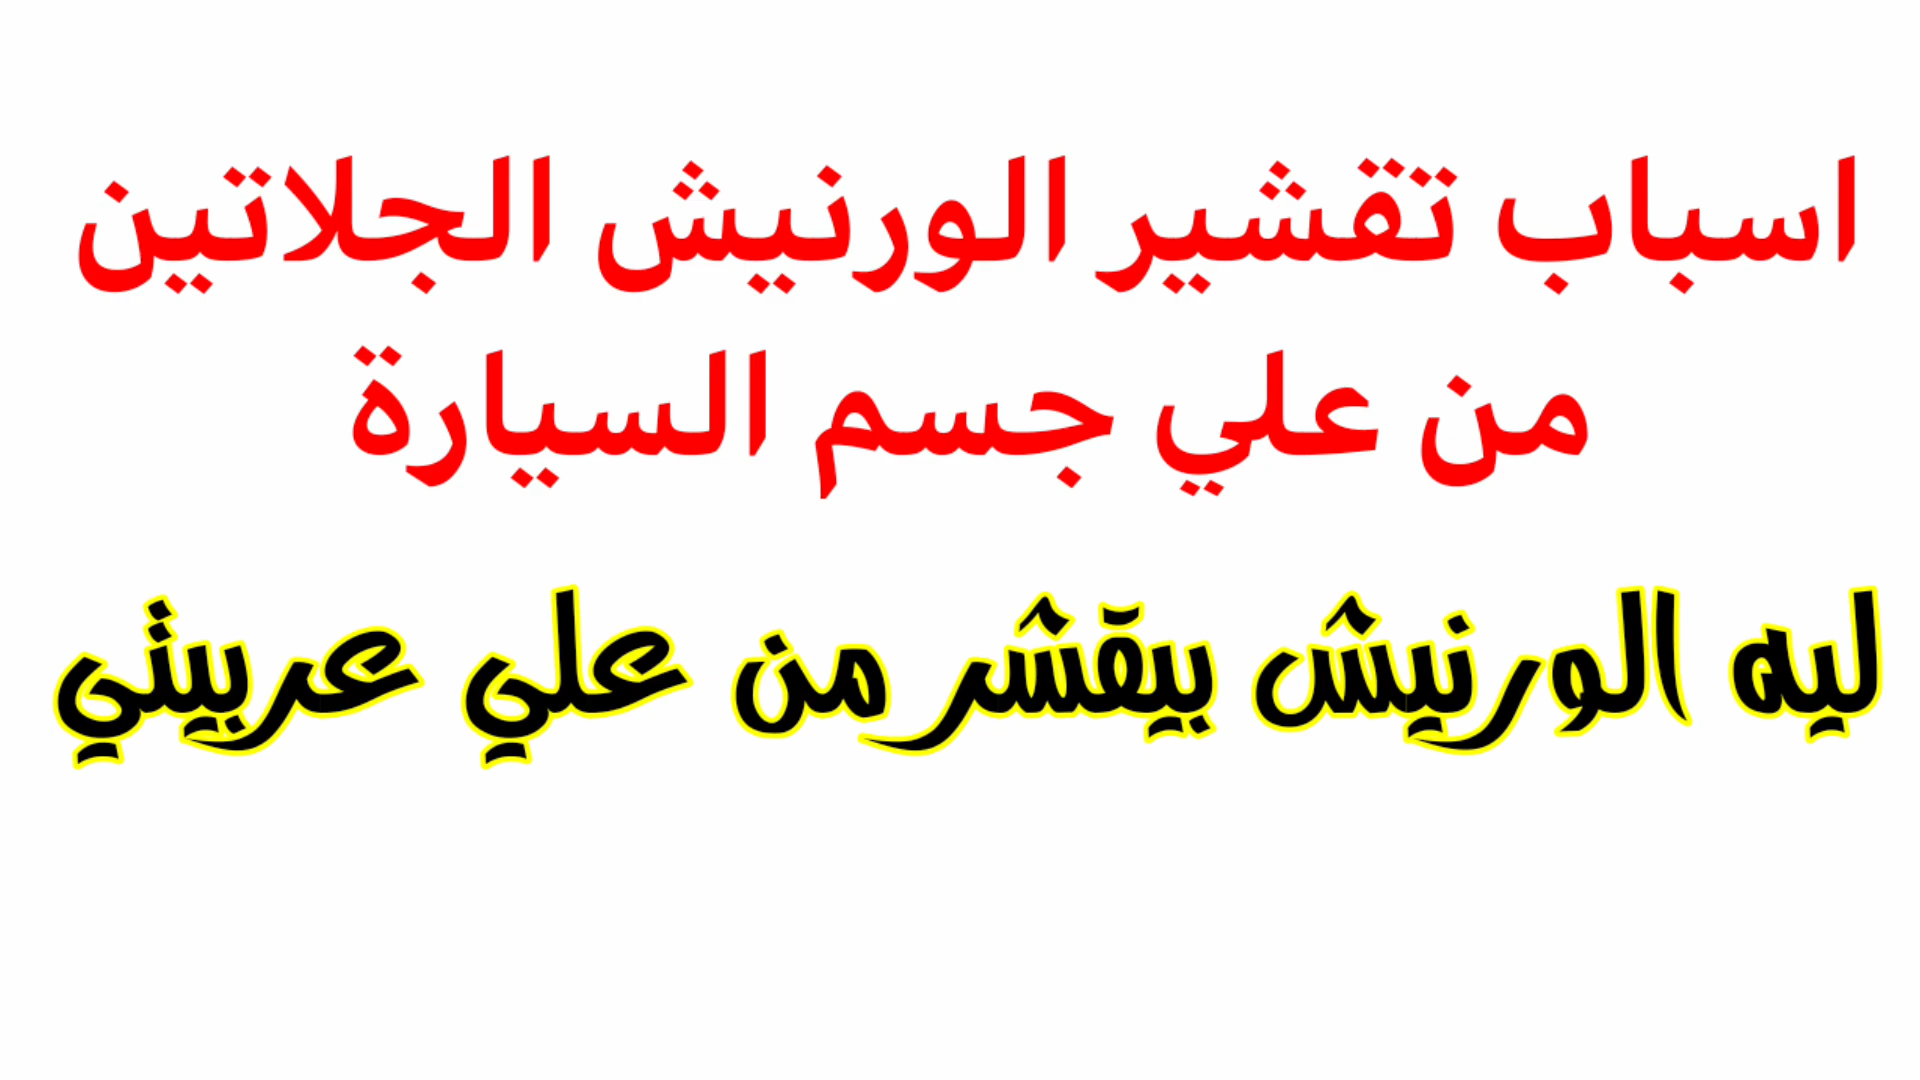 اسباب تقشير الورنيش الجلاتين
من علي جسم السيارة
ليه الورنيش بيقشر من علي عربيتي